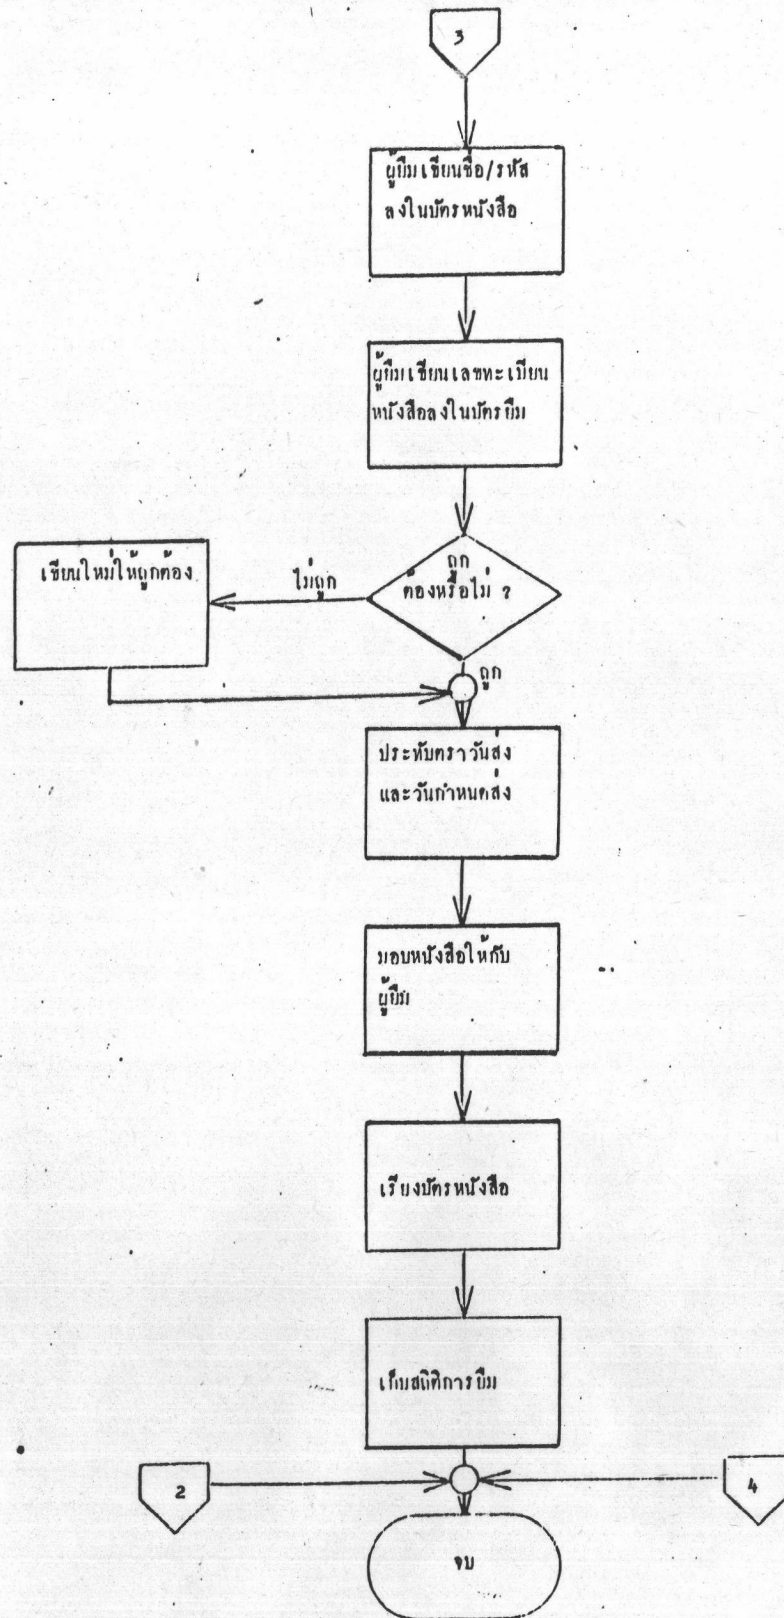 3
ผู้ยืมเขียนชื่อ/รหัส
ลงในบัตรหนังสือ
ผู้ยืมเขียนเลขทะเบียน
หนังสือลงในบัตรยืม
ถูก
ต้องหรือไม่ ?
ไม่ถูก
เขียนใหม่ให้ถูกต้อง
ถูก
ประทับตราวันส่ง
และวันกำหนดส่ง
มอบหนังสือให้กับ
ผู้ยืม
เรียงบัตรหนังสือ
เก็บสถิติการยืม
2
4
จบ